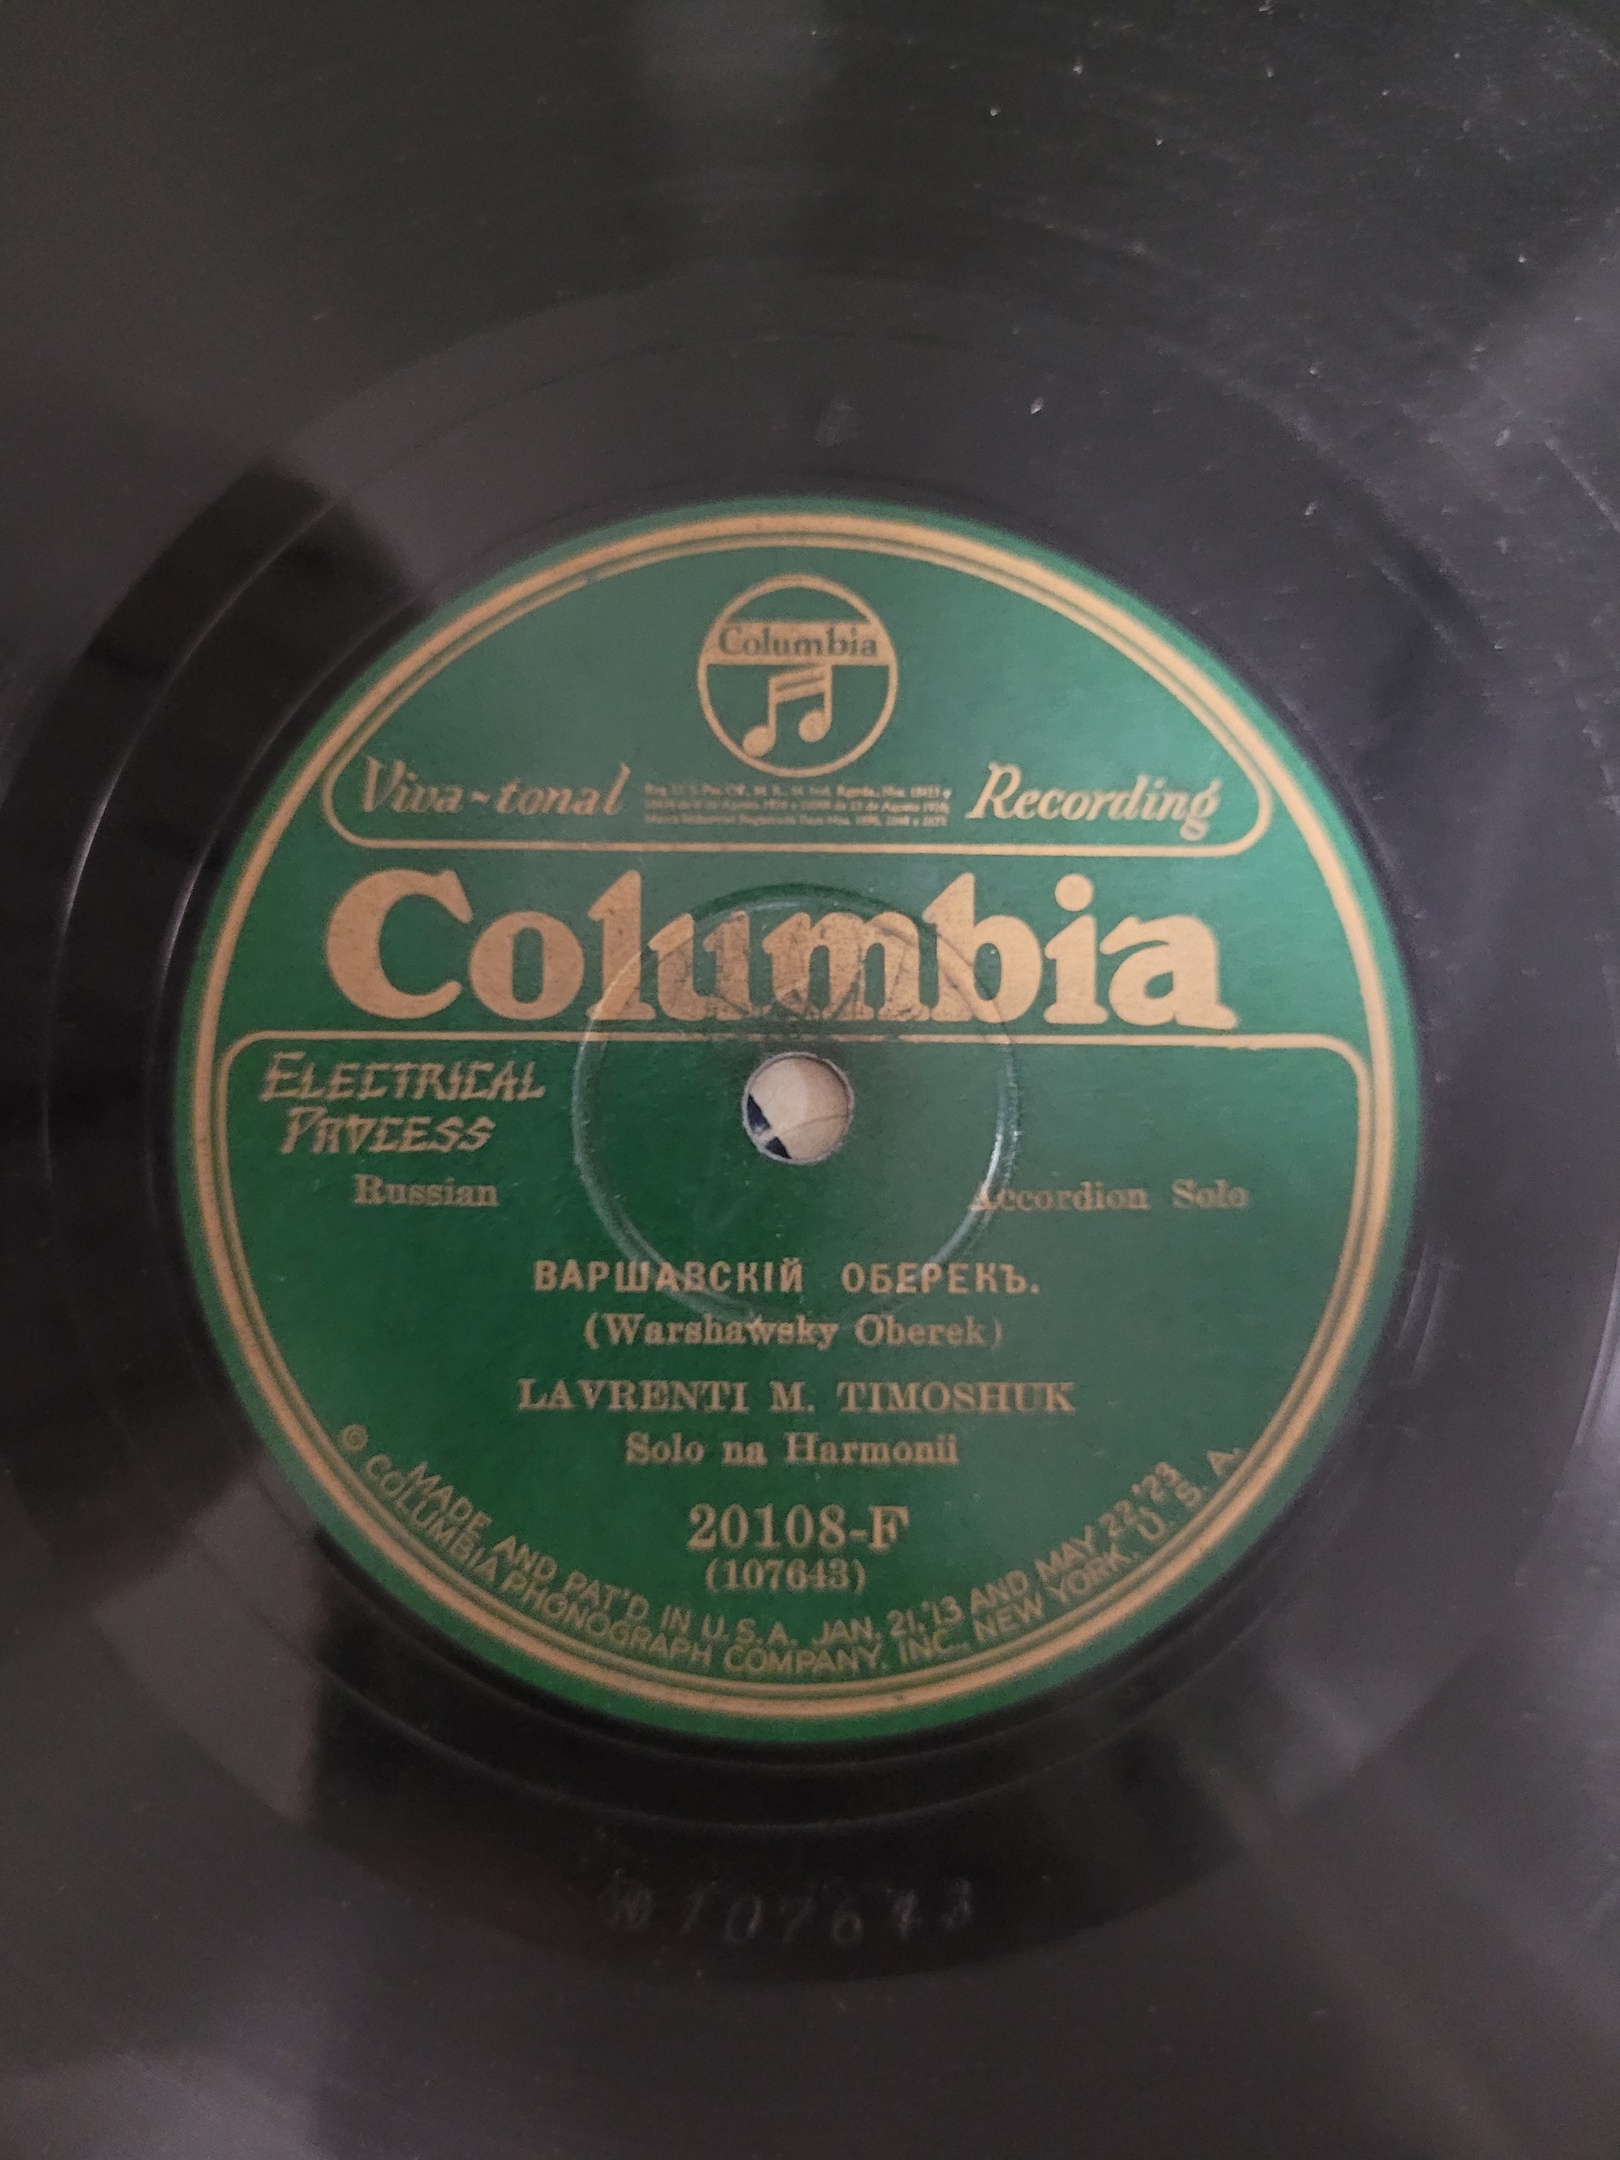 Columbia
Viva-tonal Recording
Columbia
ELECTRICAL
PROCESS
Russian Accordion Solo
ВАРШАВСКІЙ ОБЕРЕКЪ.
(Warshawsky Oberek)
LAVRENTI M. TIMOSHUK
Solo na Harmonii
20108-F
(107643)
MADE AND PAT'D IN U.S.A. JAN. 21,'13 AND MAY 22,'23
© COLUMBIA PHONOGRAPH COMPANY, INC., NEW YORK, U. S. A.
W107643